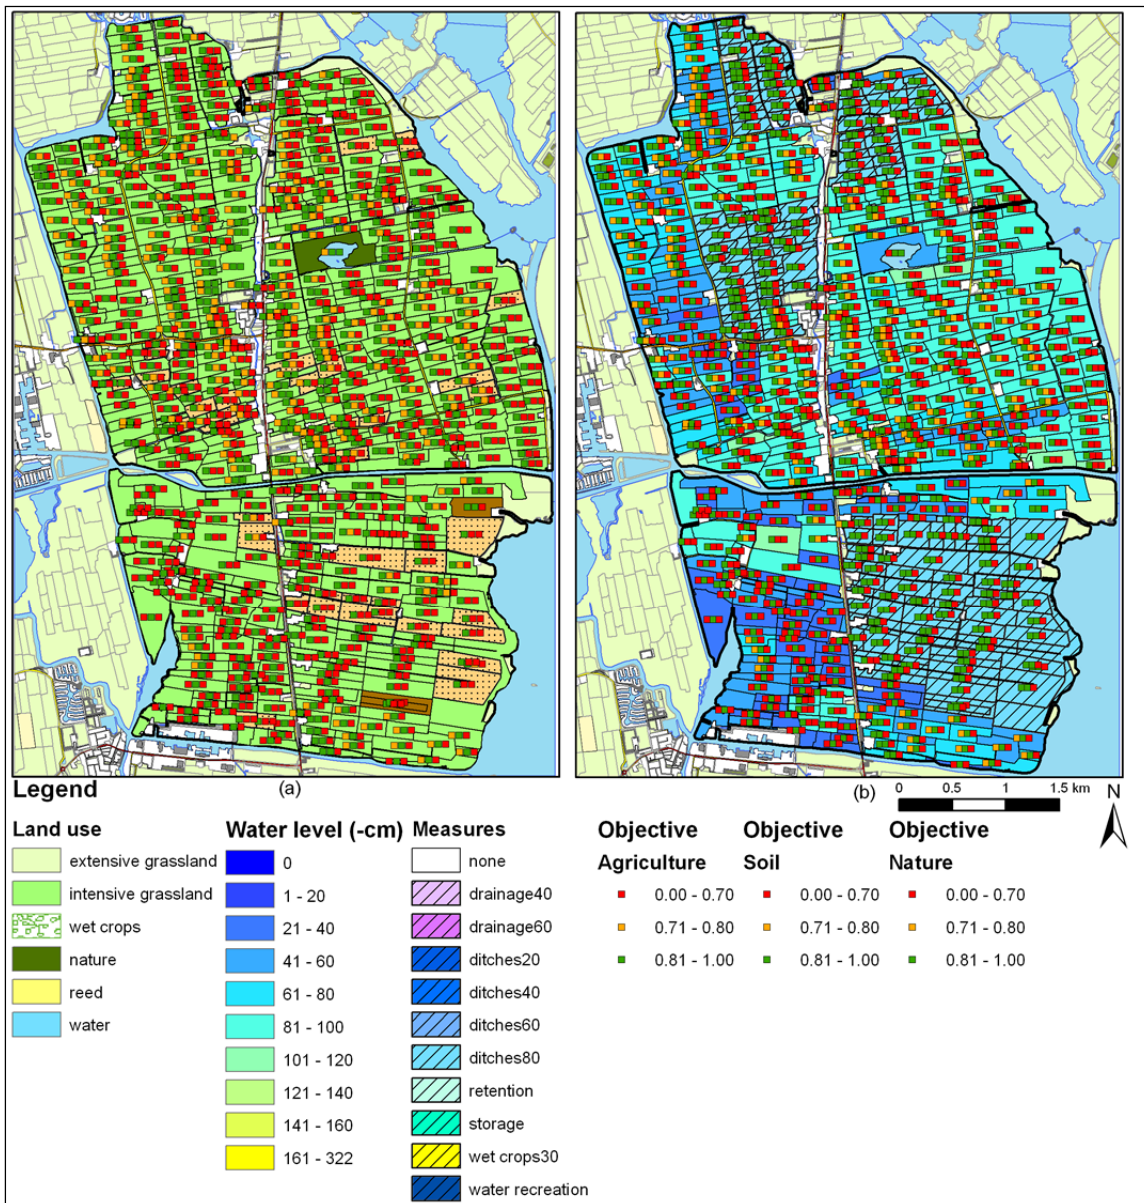 (a)
(b)
0 0.5 1 1.5 km
N
Legend
Land use
extensive grassland
intensive grassland
wet crops
nature
reed
water
Water level (-cm)
0
1 - 20
21 - 40
41 - 60
61 - 80
81 - 100
101 - 120
121 - 140
141 - 160
161 - 322
Measures
none
drainage40
drainage60
ditches20
ditches40
ditches60
ditches80
retention
storage
wet crops30
water recreation
Objective
Agriculture
0.00 - 0.70
0.71 - 0.80
0.81 - 1.00
Objective
Soil
0.00 - 0.70
0.71 - 0.80
0.81 - 1.00
Objective
Nature
0.00 - 0.70
0.71 - 0.80
0.81 - 1.00